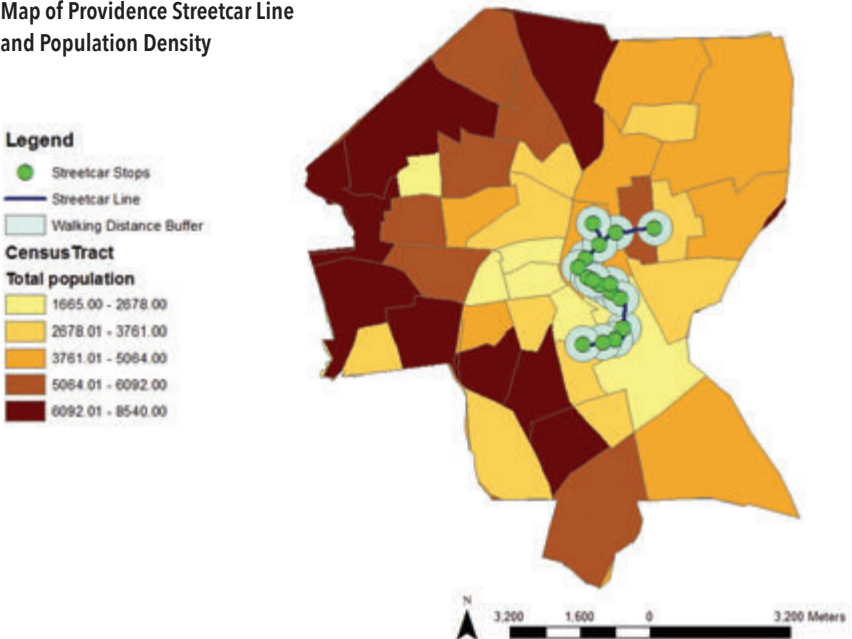 Map of Providence Streetcar Line
and Population Density
Legend
Streetcar Stops
Streetcar Line
Walking Distance Buffer
CensusTract
Total population
1665.00 - 2678.00
2678.01 - 3761.00
3761.01 - 5064.00
5064.01 - 6092.00
6092.01 - 8540.00
N
3,200 1,600 0 3,200 Meters